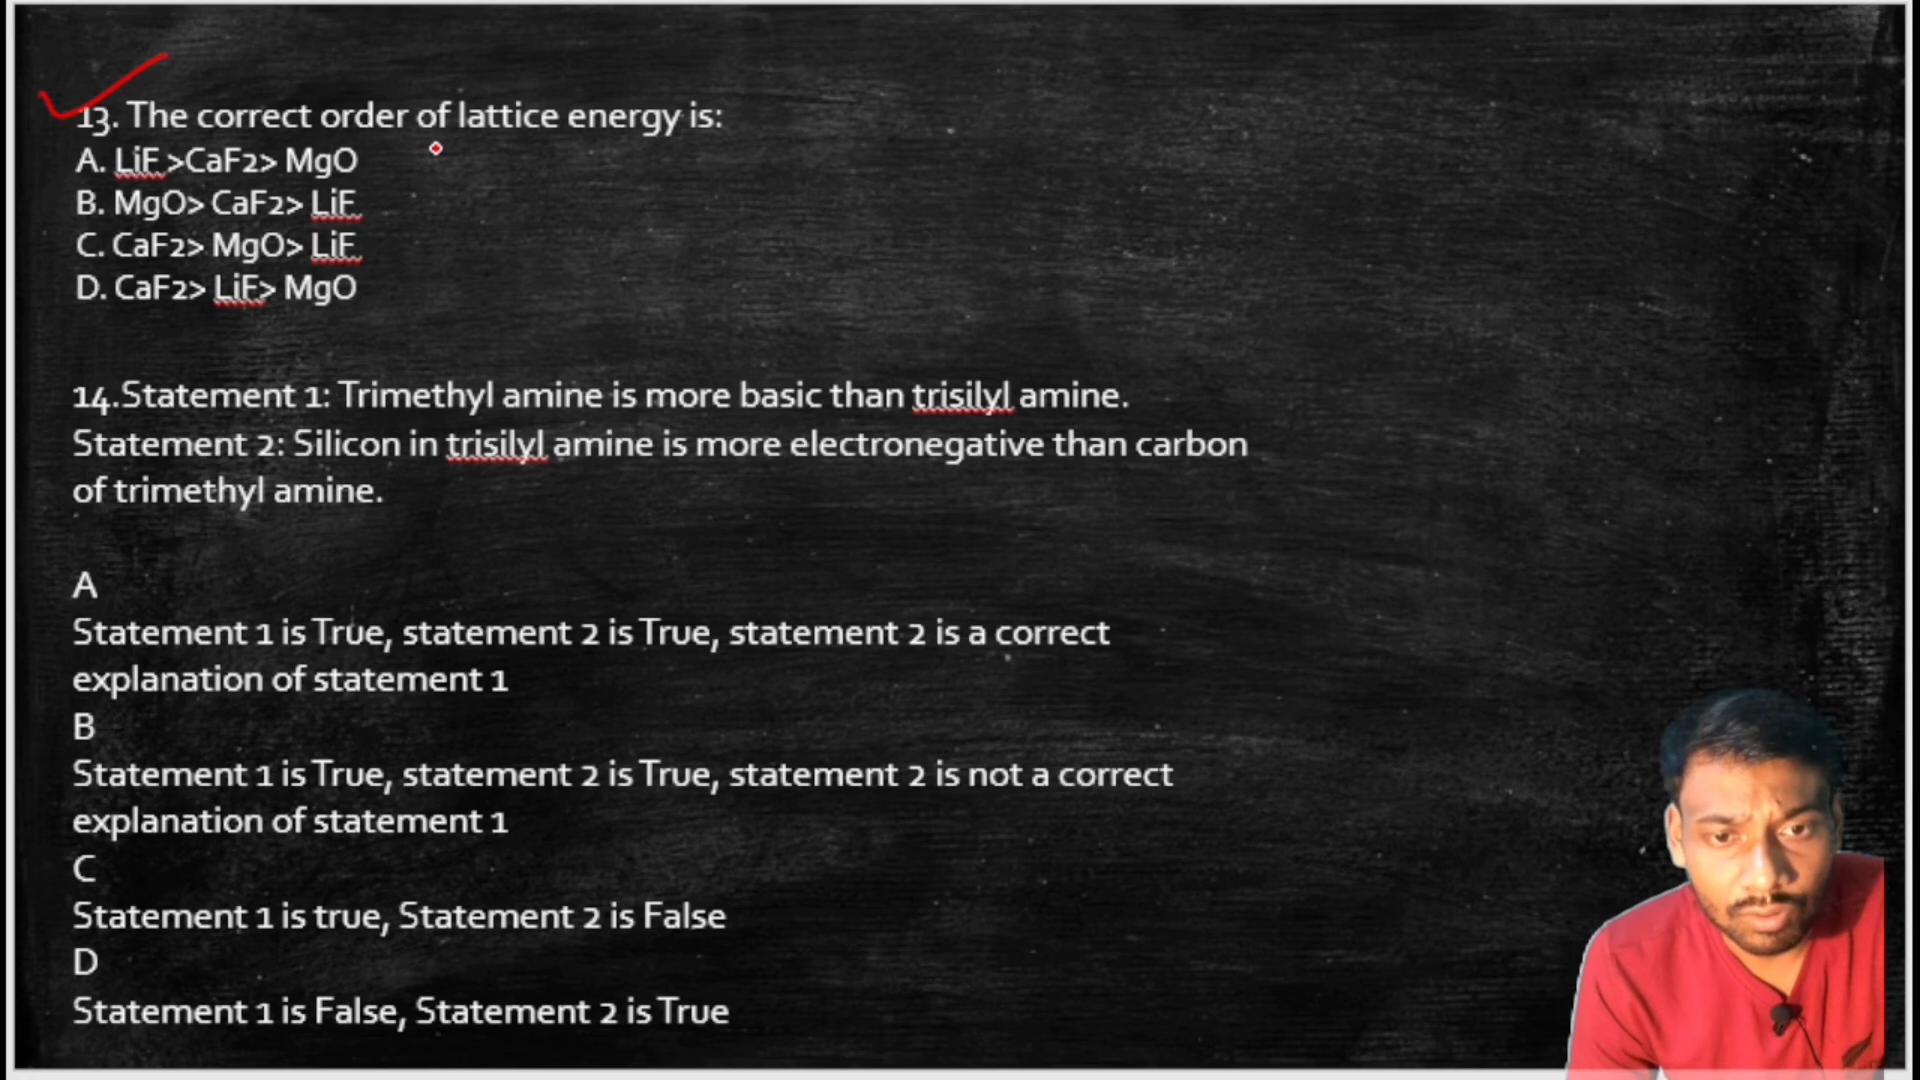 13. The correct order of lattice energy is:
A. LiF >CaF2> MgO
B. MgO> CaF2> LiF
C. CaF2> MgO> LiF
D. CaF2> LiF> MgO
14.Statement 1: Trimethyl amine is more basic than trisilyl amine.
Statement 2: Silicon in trisilyl amine is more electronegative than carbon
of trimethyl amine.
A
Statement 1 is True, statement 2 is True, statement 2 is a correct
explanation of statement 1
B
Statement 1 is True, statement 2 is True, statement 2 is not a correct
explanation of statement 1
C
Statement 1 is true, Statement 2 is False
D
Statement 1 is False, Statement 2 is True